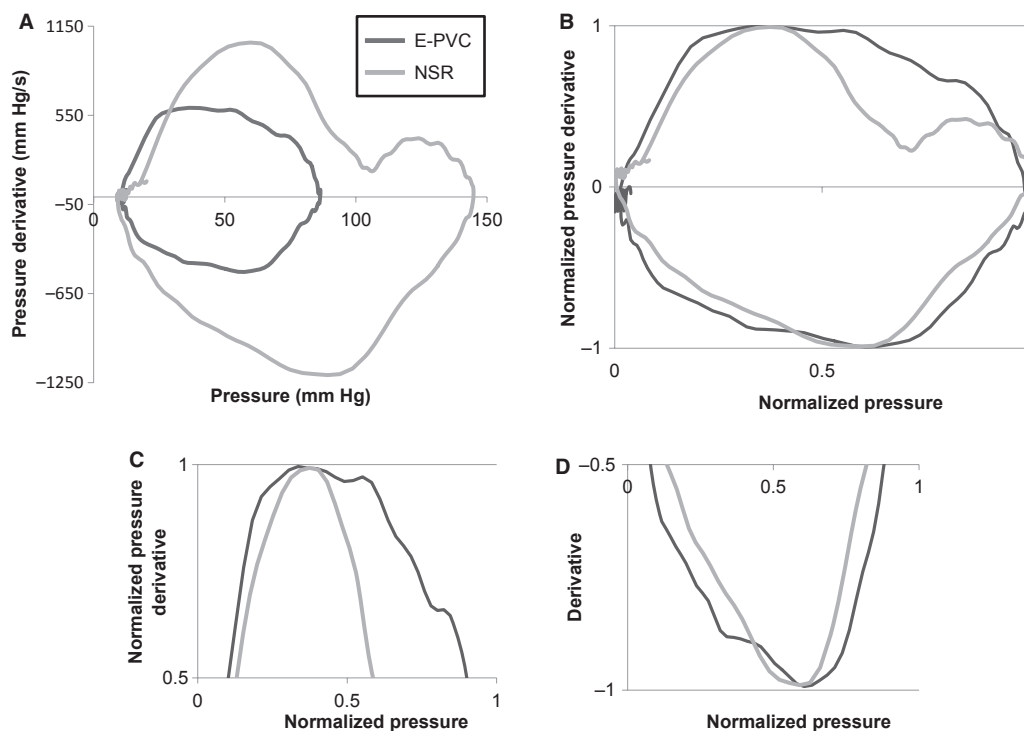 A
1150
550
−50
−650
−1250
Pressure derivative (mm Hg/s)
E-PVC
NSR
0
50
100
150
Pressure (mm Hg)
B
1
0
−1
Normalized pressure derivative
0
0.5
Normalized pressure
C
1
0.5
Normalized pressure
derivative
0
0.5
1
Normalized pressure
D
−0.5
−1
Derivative
0
0.5
1
Normalized pressure